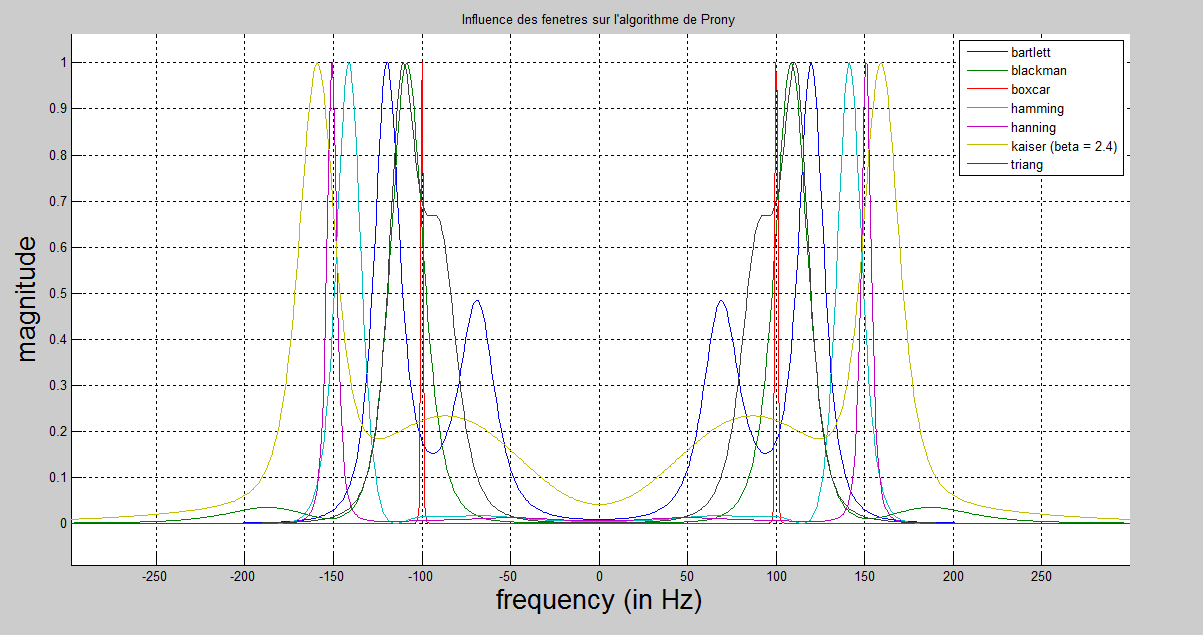 Influence des fenetres sur l'algorithme de Prony
bartlett
blackman
boxcar
hamming
hanning
kaiser (beta = 2.4)
triang
magnitude
1
0.9
0.8
0.7
0.6
0.5
0.4
0.3
0.2
0.1
0
-250 -200 -150 -100 -50 0 50 100 150 200 250
frequency (in Hz)